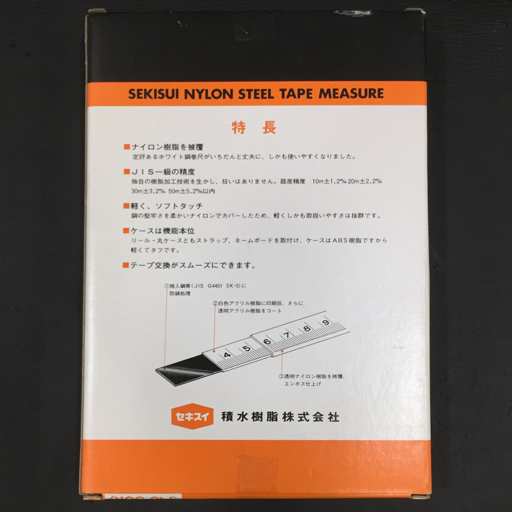 SEKISUI NYLON STEEL TAPE MEASURE
特長
■ナイロン樹脂を被覆
定評あるホワイト鋼巻尺がいちだんと丈夫に、しかも使いやすくなりました。
■JIS一級の精度
独自の樹脂加工技術を生かし、狂いはありません。器差精度 10m±1.2% 20m±2.2%
30m±3.2% 50m±5.2%以内
■軽く、ソフトタッチ
鋼の堅牢さを柔かいナイロンでカバーしたため、軽くしかも取扱いやすさは抜群です。
■ケースは機能本位
リール・丸ケースともストラップ、ネームボードを取付け、ケースはABS樹脂ですから
軽くてタフです。
■テープ交換がスムーズにできます。
①焼入鋼帯(JIS G4401 SK-5)に
防錆処理
②白色アクリル樹脂に印刷後、さらに
透明アクリル樹脂をコート
4 5 6 7 8 9
③透明ナイロン樹脂を被覆、
エンボス仕上げ
セキスイ 積水樹脂株式会社